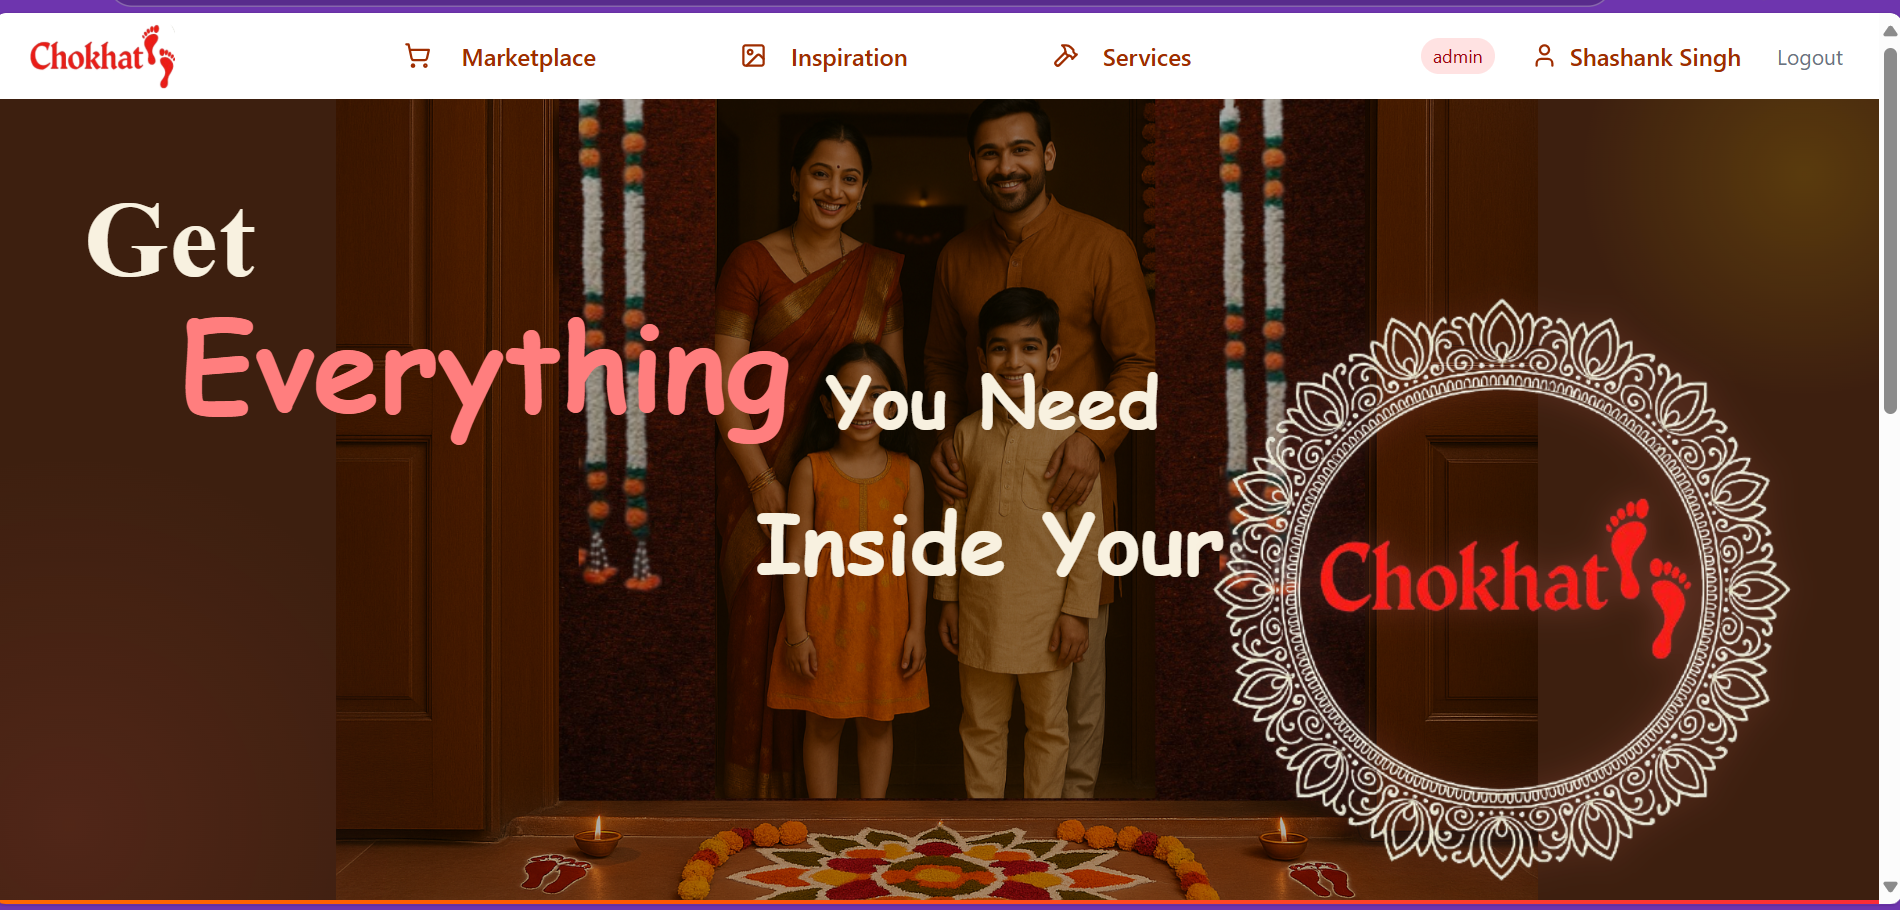 Chokhat
Marketplace
Inspiration
Services
admin
Shashank Singh
Logout
Get
Everything You Need
Inside Your
Chokhat